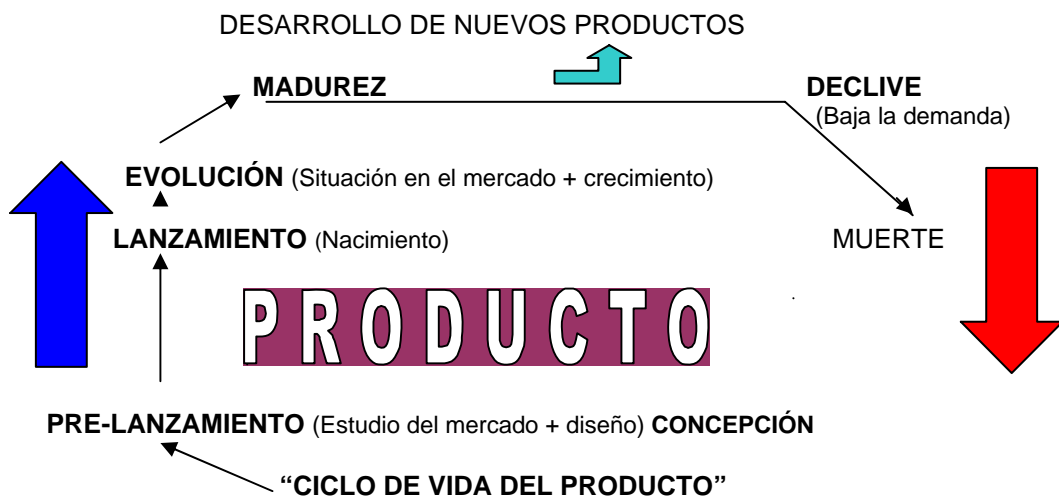 DESARROLLO DE NUEVOS PRODUCTOS
MADUREZ
DECLIVE
(Baja la demanda)
EVOLUCIÓN (Situación en el mercado + crecimiento)
LANZAMIENTO (Nacimiento)
MUERTE
PRODUCTO
PRE-LANZAMIENTO (Estudio del mercado + diseño) CONCEPCIÓN
“CICLO DE VIDA DEL PRODUCTO”